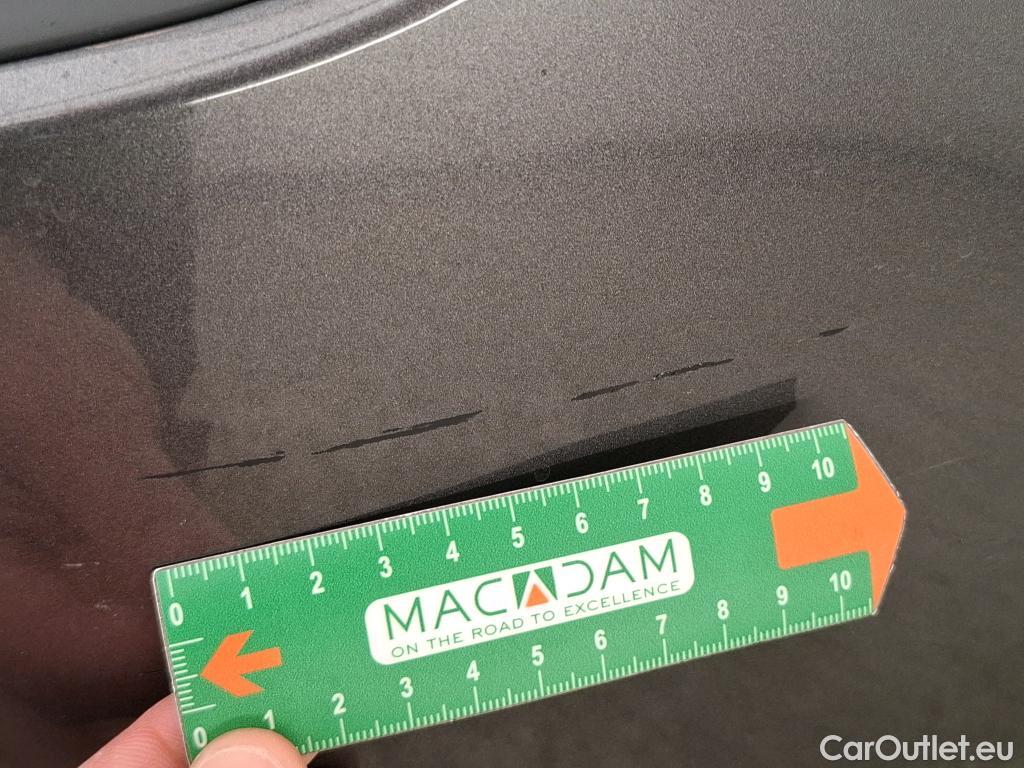 0 1 2 3 4 5 6 7 8 9 10
MACADAM
ON THE ROAD TO EXCELLENCE
0 1 2 3 4 5 6 7 8 9 10
CarOutlet.eu